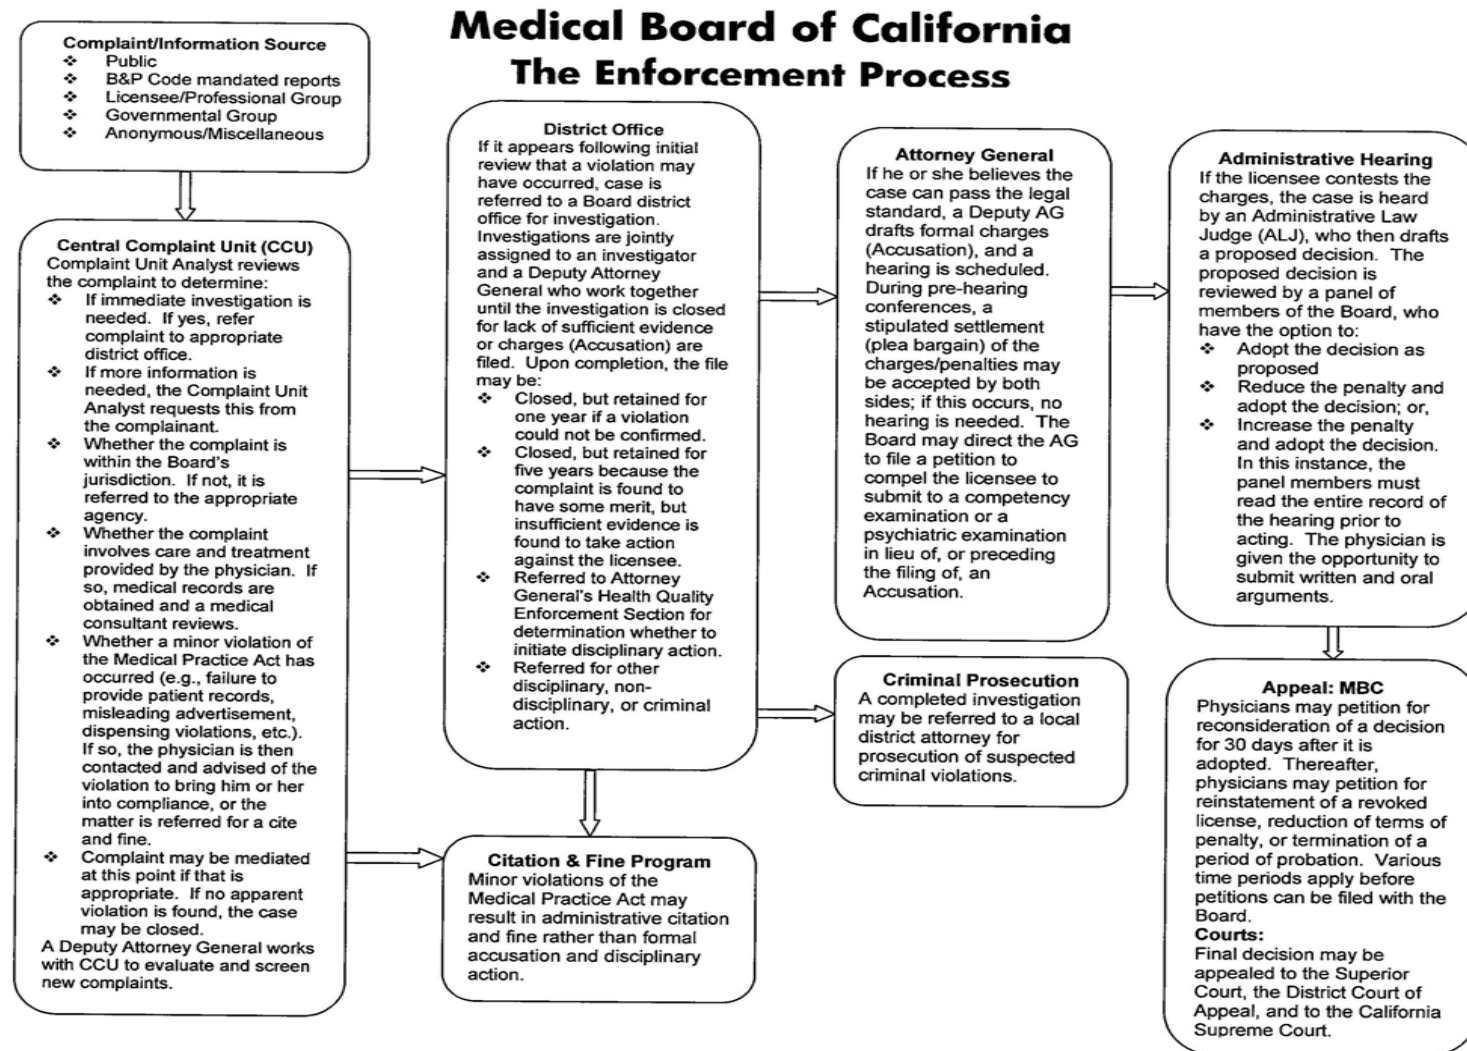 Medical Board of California
The Enforcement Process
Complaint/Information Source
❖ Public
❖ B&P Code mandated reports
❖ Licensee/Professional Group
❖ Governmental Group
❖ Anonymous/Miscellaneous
Central Complaint Unit (CCU)
Complaint Unit Analyst reviews
the complaint to determine:
❖ If immediate investigation is
needed. If yes, refer
complaint to appropriate
district office.
❖ If more information is
needed, the Complaint Unit
Analyst requests this from
the complainant.
❖ Whether the complaint is
within the Board's
jurisdiction. If not, it is
referred to the appropriate
agency.
❖ Whether the complaint
involves care and treatment
provided by the physician. If
so, medical records are
obtained and a medical
consultant reviews.
❖ Whether a minor violation of
the Medical Practice Act has
occurred (e.g., failure to
provide patient records,
misleading advertisement,
dispensing violations, etc.).
If so, the physician is then
contacted and advised of the
violation to bring him or her
into compliance, or the
matter is referred for a cite
and fine.
❖ Complaint may be mediated
at this point if that is
appropriate. If no apparent
violation is found, the case
may be closed.
A Deputy Attorney General works
with CCU to evaluate and screen
new complaints.
District Office
If it appears following initial
review that a violation may
have occurred, case is
referred to a Board district
office for investigation.
Investigations are jointly
assigned to an investigator
and a Deputy Attorney
General who work together
until the investigation is closed
for lack of sufficient evidence
or charges (Accusation) are
filed. Upon completion, the file
may be:
❖ Closed, but retained for
one year if a violation
could not be confirmed.
❖ Closed, but retained for
five years because the
complaint is found to
have some merit, but
insufficient evidence is
found to take action
against the licensee.
❖ Referred to Attorney
General's Health Quality
Enforcement Section for
determination whether to
initiate disciplinary action.
❖ Referred for other
disciplinary, non-
disciplinary, or criminal
action.
Citation & Fine Program
Minor violations of the
Medical Practice Act may
result in administrative citation
and fine rather than formal
accusation and disciplinary
action.
Attorney General
If he or she believes the
case can pass the legal
standard, a Deputy AG
drafts formal charges
(Accusation), and a
hearing is scheduled.
During pre-hearing
conferences, a
stipulated settlement
(plea bargain) of the
charges/penalties may
be accepted by both
sides; if this occurs, no
hearing is needed. The
Board may direct the AG
to file a petition to
compel the licensee to
submit to a competency
examination or a
psychiatric examination
in lieu of, or preceding
the filing of, an
Accusation.
Criminal Prosecution
A completed investigation
may be referred to a local
district attorney for
prosecution of suspected
criminal violations.
Administrative Hearing
If the licensee contests the
charges, the case is heard
by an Administrative Law
Judge (ALJ), who then drafts
a proposed decision. The
proposed decision is
reviewed by a panel of
members of the Board, who
have the option to:
❖ Adopt the decision as
proposed
❖ Reduce the penalty and
adopt the decision; or,
❖ Increase the penalty
and adopt the decision.
In this instance, the
panel members must
read the entire record of
the hearing prior to
acting. The physician is
given the opportunity to
submit written and oral
arguments.
Appeal: MBC
Physicians may petition for
reconsideration of a decision
for 30 days after it is
adopted. Thereafter,
physicians may petition for
reinstatement of a revoked
license, reduction of terms of
penalty, or termination of a
period of probation. Various
time periods apply before
petitions can be filed with the
Board.
Courts:
Final decision may be
appealed to the Superior
Court, the District Court of
Appeal, and to the California
Supreme Court.